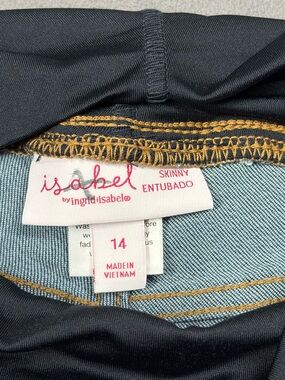 isabel
by ingrid+isabel®
SKINNY
ENTUBADO
14
MADE IN
VIETNAM